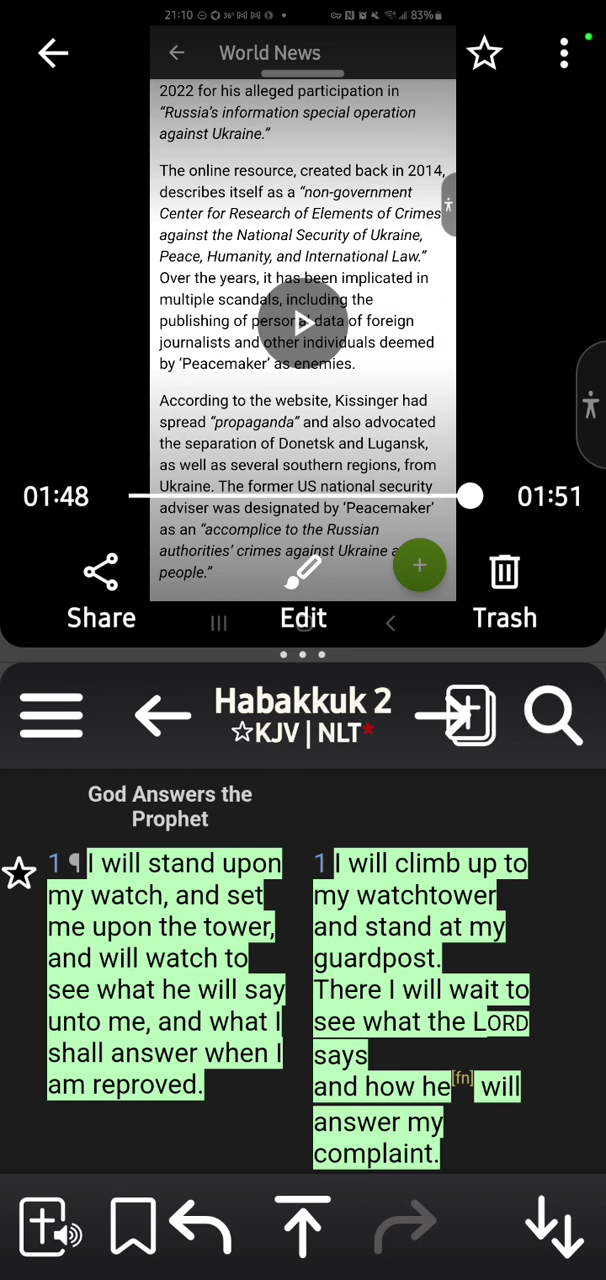 21:10 36° 83%
World News
2022 for his alleged participation in
“Russia’s information special operation
against Ukraine.”
The online resource, created back in 2014,
describes itself as a “non-government
Center for Research of Elements of Crimes
against the National Security of Ukraine,
Peace, Humanity, and International Law.”
Over the years, it has been implicated in
multiple scandals, including the
publishing of personal data of foreign
journalists and other individuals deemed
by ‘Peacemaker’ as enemies.
According to the website, Kissinger had
spread “propaganda” and also advocated
the separation of Donetsk and Lugansk,
as well as several southern regions, from
01:48 01:51
Ukraine. The former US national security
adviser was designated by ‘Peacemaker’
as an “accomplice to the Russian
authorities’ crimes against Ukraine
people.”
Share Edit Trash
Habakkuk 2
☆KJV | NLT*
God Answers the
Prophet
1 ¶ I will stand upon
my watch, and set
me upon the tower,
and will watch to
see what he will say
unto me, and what I
shall answer when I
am reproved.
1 I will climb up to
my watchtower
and stand at my
guardpost.
There I will wait to
see what the LORD
says
and how he[fn] will
answer my
complaint.